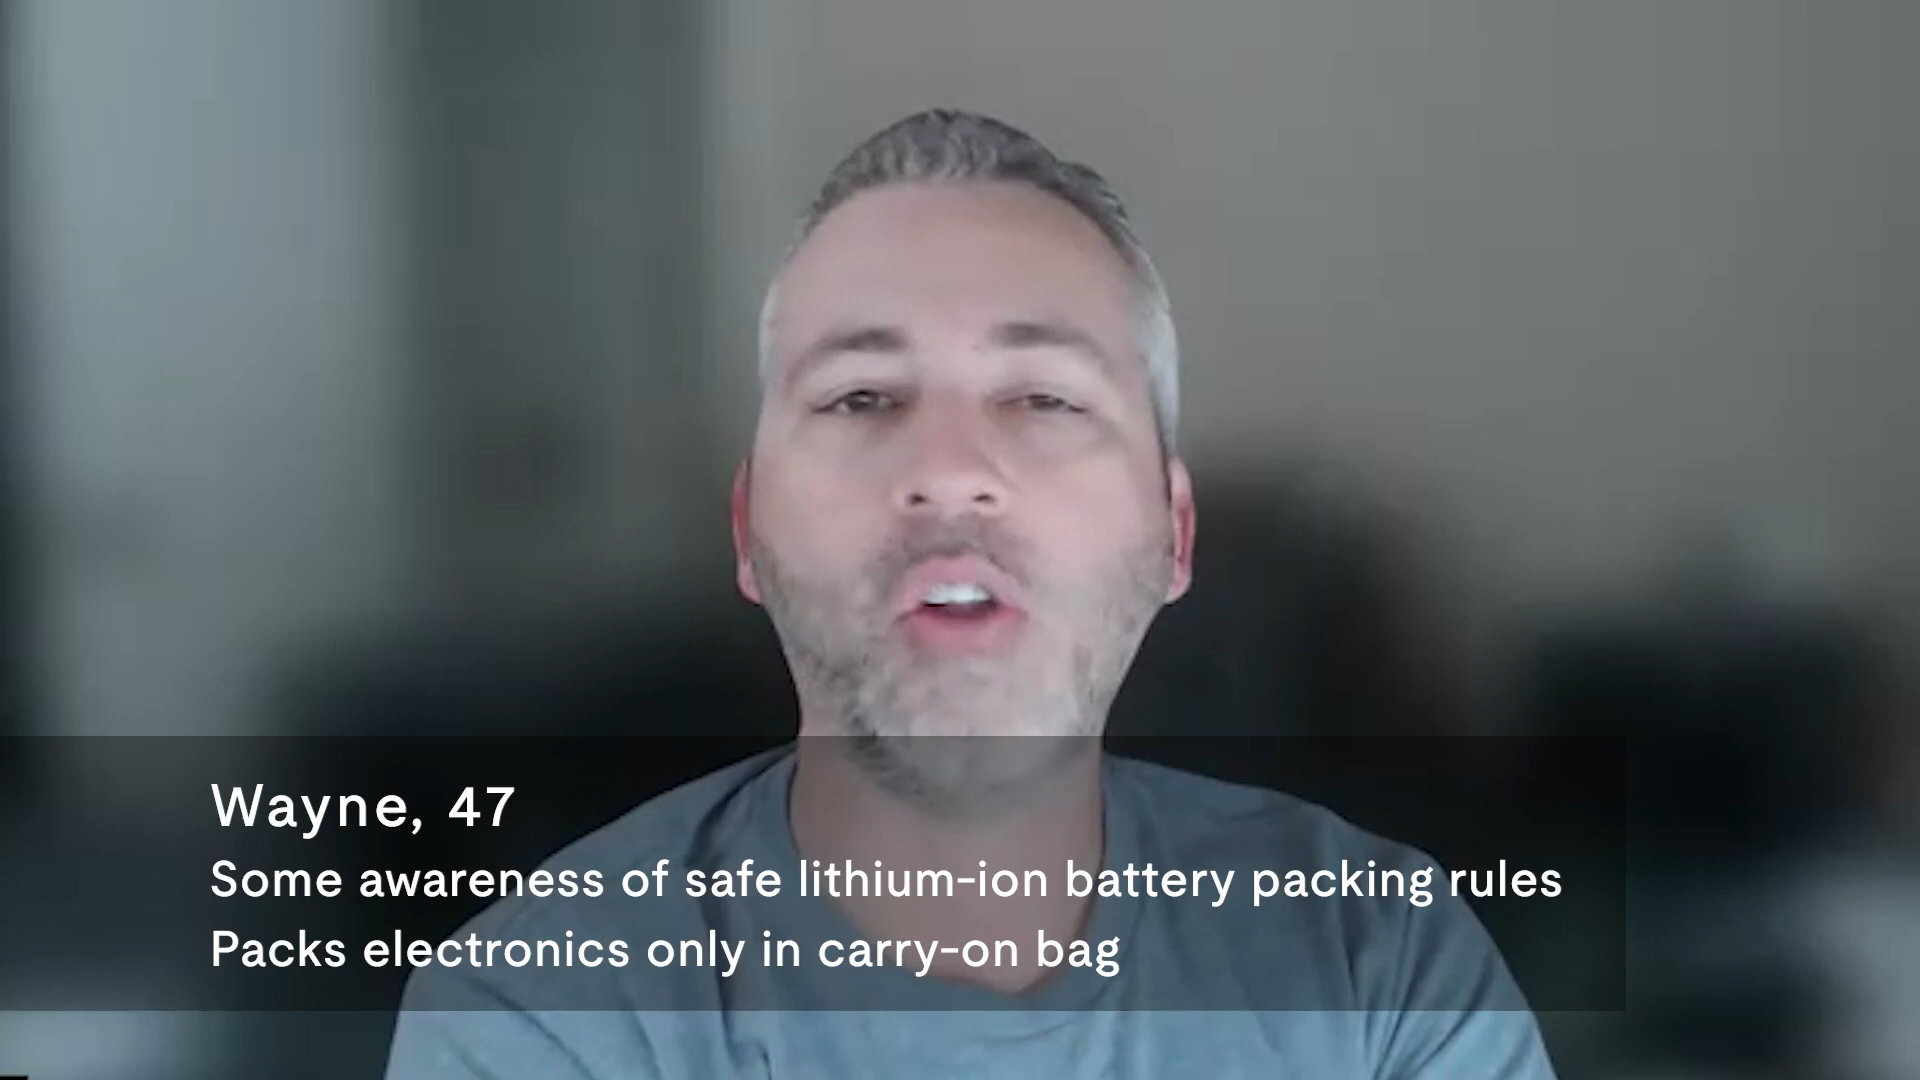 Wayne, 47
Some awareness of safe lithium-ion battery packing rules
Packs electronics only in carry-on bag